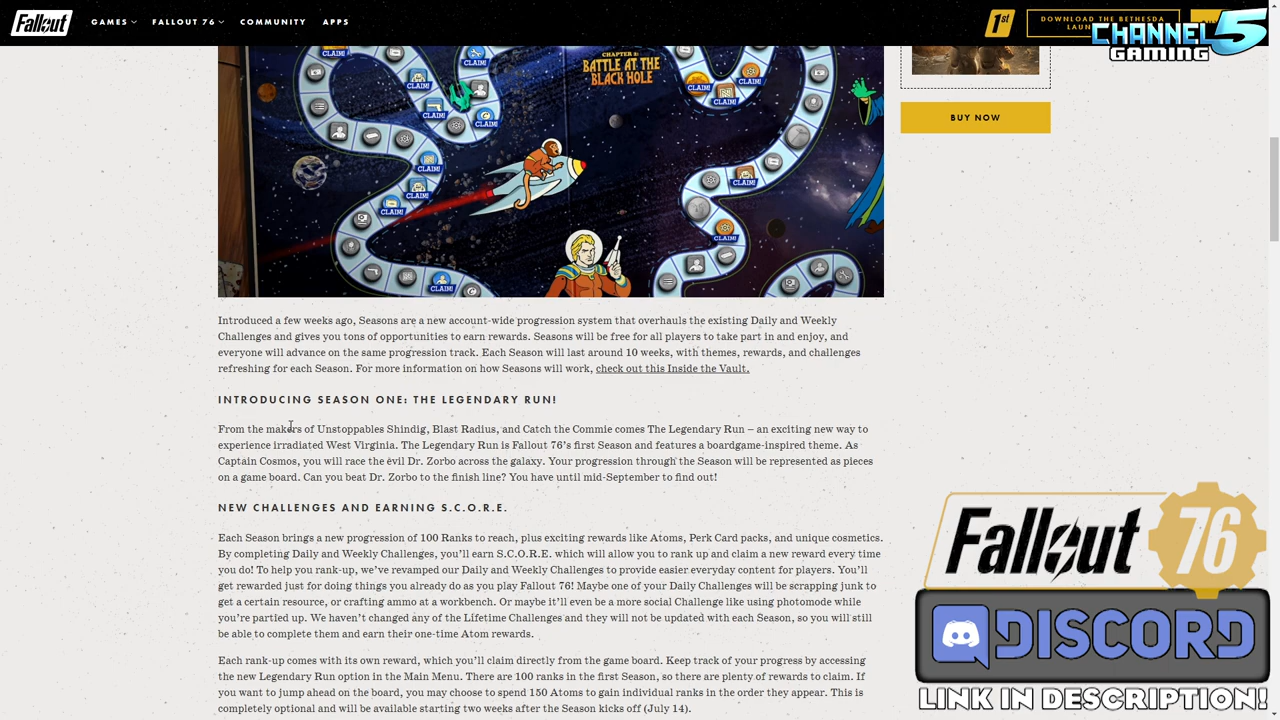 Fallout
GAMES
FALLOUT 76
COMMUNITY
APPS
1st
DOWNLOAD THE BETHESDA
CHANNEL 5
GAMING
BATTLE AT THE
BLACK HOLE
CLAIM!
CLAIM!
CLAIM!
CLAIM!
CLAIM!
CLAIM!
CLAIM!
CLAIM!
CLAIM!
CLAIM!
CLAIM!
BUY NOW
Introduced a few weeks ago, Seasons are a new account-wide progression system that overhauls the existing Daily and Weekly
Challenges and gives you tons of opportunities to earn rewards. Seasons will be free for all players to take part in and enjoy, and
everyone will advance on the same progression track. Each Season will last around 10 weeks, with themes, rewards, and challenges
refreshing for each Season. For more information on how Seasons will work, check out this Inside the Vault.
INTRODUCING SEASON ONE: THE LEGENDARY RUN!
From the makers of Unstoppables Shindig, Blast Radius, and Catch the Commie comes The Legendary Run – an exciting new way to
experience irradiated West Virginia. The Legendary Run is Fallout 76's first Season and features a boardgame-inspired theme. As
Captain Cosmos, you will race the evil Dr. Zorbo across the galaxy. Your progression through the Season will be represented as pieces
on a game board. Can you beat Dr. Zorbo to the finish line? You have until mid-September to find out!
NEW CHALLENGES AND EARNING S.C.O.R.E.
Each Season brings a new progression of 100 Ranks to reach, plus exciting rewards like Atoms, Perk Card packs, and unique cosmetics.
By completing Daily and Weekly Challenges, you'll earn S.C.O.R.E. which will allow you to rank up and claim a new reward every time
you do! To help you rank-up, we've revamped our Daily and Weekly Challenges to provide easier everyday content for players. You'll
get rewarded just for doing things you already do as you play Fallout 76! Maybe one of your Daily Challenges will be scrapping junk to
get a certain resource, or crafting ammo at a workbench. Or maybe it'll even be a more social Challenge like using photomode while
you're partied up. We haven't changed any of the Lifetime Challenges and they will not be updated with each Season, so you will still
be able to complete them and earn their one-time Atom rewards.
Each rank-up comes with its own reward, which you'll claim directly from the game board. Keep track of your progress by accessing
the new Legendary Run option in the Main Menu. There are 100 ranks in the first Season, so there are plenty of rewards to claim. If
you want to jump ahead on the board, you may choose to spend 150 Atoms to gain individual ranks in the order they appear. This is
completely optional and will be available starting two weeks after the Season kicks off (July 14).
Fallout 76
DISCORD
LINK IN DESCRIPTION!